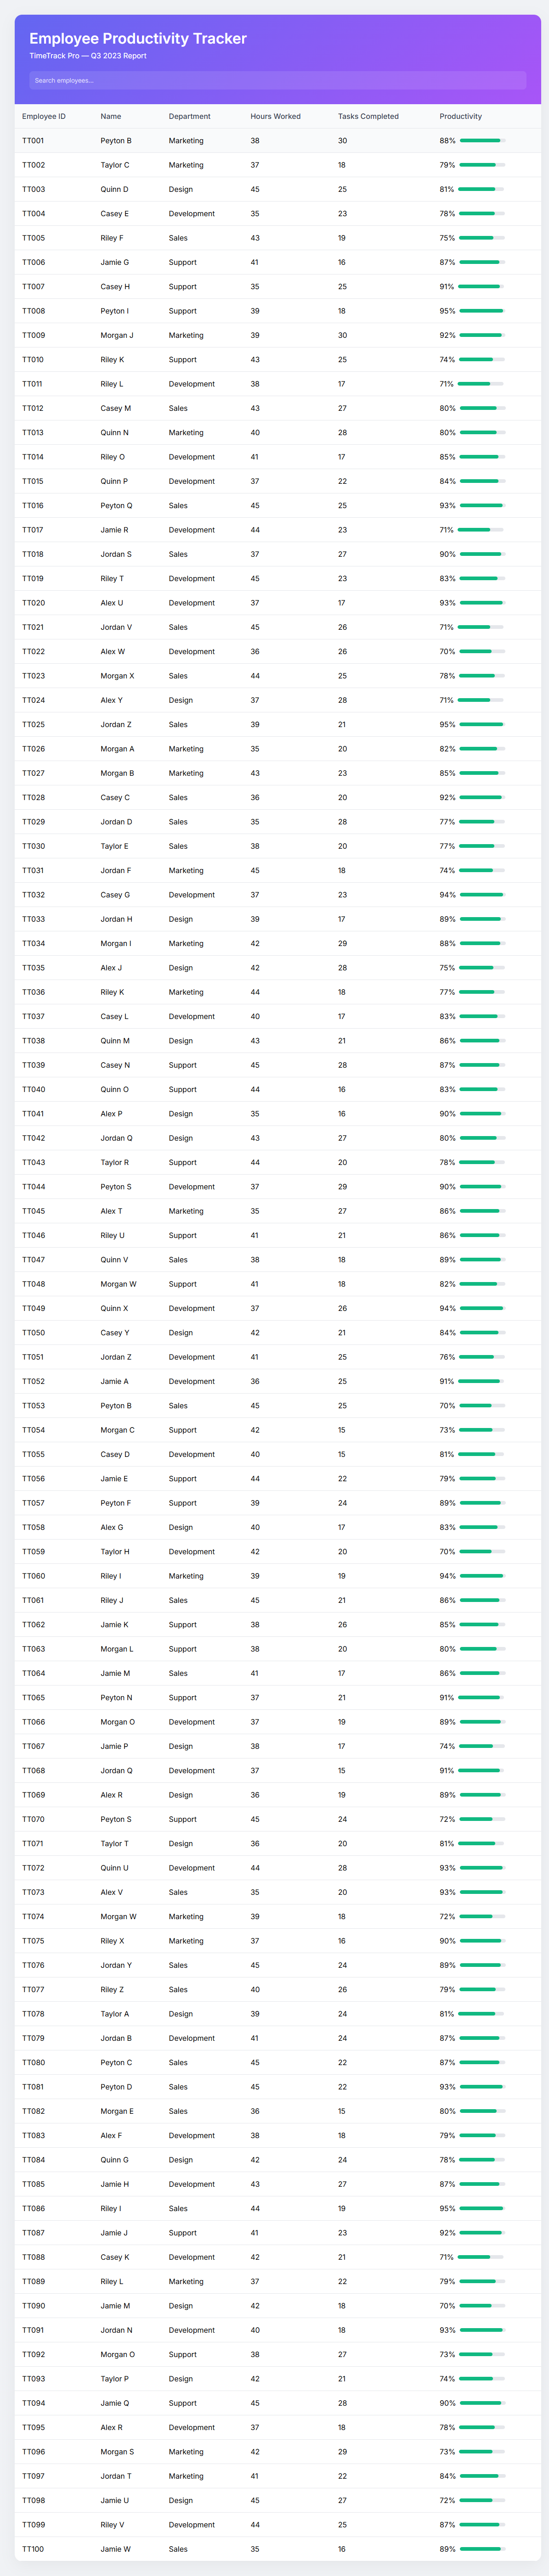 Employee Productivity Tracker
TimeTrack Pro — Q3 2023 Report
Search employees...
Employee ID Name Department Hours Worked Tasks Completed Productivity
TT001 Peyton B Marketing 38 30 88%
TT002 Taylor C Marketing 37 18 79%
TT003 Quinn D Design 45 25 81%
TT004 Casey E Development 35 23 78%
TT005 Riley F Sales 43 19 75%
TT006 Jamie G Support 41 16 87%
TT007 Casey H Support 35 25 91%
TT008 Peyton I Support 39 18 95%
TT009 Morgan J Marketing 39 30 92%
TT010 Riley K Support 43 25 74%
TT011 Riley L Development 38 17 71%
TT012 Casey M Sales 43 27 80%
TT013 Quinn N Marketing 40 28 80%
TT014 Riley O Development 41 17 85%
TT015 Quinn P Development 37 22 84%
TT016 Peyton Q Sales 45 25 93%
TT017 Jamie R Development 44 23 71%
TT018 Jordan S Sales 37 27 90%
TT019 Riley T Development 45 23 83%
TT020 Alex U Development 37 17 93%
TT021 Jordan V Sales 45 26 71%
TT022 Alex W Development 36 26 70%
TT023 Morgan X Sales 44 25 78%
TT024 Alex Y Design 37 28 71%
TT025 Jordan Z Sales 39 21 95%
TT026 Morgan A Marketing 35 20 82%
TT027 Morgan B Marketing 43 23 85%
TT028 Casey C Sales 36 20 92%
TT029 Jordan D Sales 35 28 77%
TT030 Taylor E Sales 38 20 77%
TT031 Jordan F Marketing 45 18 74%
TT032 Casey G Development 37 23 94%
TT033 Jordan H Design 39 17 89%
TT034 Morgan I Marketing 42 29 88%
TT035 Alex J Design 42 28 75%
TT036 Riley K Marketing 44 18 77%
TT037 Casey L Development 40 17 83%
TT038 Quinn M Design 43 21 86%
TT039 Casey N Support 45 28 87%
TT040 Quinn O Support 44 16 83%
TT041 Alex P Design 35 16 90%
TT042 Jordan Q Design 43 27 80%
TT043 Taylor R Support 44 20 78%
TT044 Peyton S Development 37 29 90%
TT045 Alex T Marketing 35 27 86%
TT046 Riley U Support 41 21 86%
TT047 Quinn V Sales 38 18 89%
TT048 Morgan W Support 41 18 82%
TT049 Quinn X Development 37 26 94%
TT050 Casey Y Design 42 21 84%
TT051 Jordan Z Development 41 25 76%
TT052 Jamie A Development 36 25 91%
TT053 Peyton B Sales 45 25 70%
TT054 Morgan C Support 42 15 73%
TT055 Casey D Development 40 15 81%
TT056 Jamie E Support 44 22 79%
TT057 Peyton F Support 39 24 89%
TT058 Alex G Design 40 17 83%
TT059 Taylor H Development 42 20 70%
TT060 Riley I Marketing 39 19 94%
TT061 Riley J Sales 45 21 86%
TT062 Jamie K Support 38 26 85%
TT063 Morgan L Support 38 20 80%
TT064 Jamie M Sales 41 17 86%
TT065 Peyton N Support 37 21 91%
TT066 Morgan O Development 37 19 89%
TT067 Jamie P Design 38 17 74%
TT068 Jordan Q Development 37 15 91%
TT069 Alex R Design 36 19 89%
TT070 Peyton S Support 45 24 72%
TT071 Taylor T Design 36 20 81%
TT072 Quinn U Development 44 28 93%
TT073 Alex V Sales 35 20 93%
TT074 Morgan W Marketing 39 18 72%
TT075 Riley X Marketing 37 16 90%
TT076 Jordan Y Sales 45 24 89%
TT077 Riley Z Sales 40 26 79%
TT078 Taylor A Design 39 24 81%
TT079 Jordan B Development 41 24 87%
TT080 Peyton C Sales 45 22 87%
TT081 Peyton D Sales 45 22 93%
TT082 Morgan E Sales 36 15 80%
TT083 Alex F Development 38 18 79%
TT084 Quinn G Design 42 24 78%
TT085 Jamie H Development 43 27 87%
TT086 Riley I Sales 44 19 95%
TT087 Jamie J Support 41 23 92%
TT088 Casey K Development 42 21 71%
TT089 Riley L Marketing 37 22 79%
TT090 Jamie M Design 42 18 70%
TT091 Jordan N Development 40 18 93%
TT092 Morgan O Support 38 27 73%
TT093 Taylor P Design 42 21 74%
TT094 Jamie Q Support 45 28 90%
TT095 Alex R Development 37 18 78%
TT096 Morgan S Marketing 42 29 73%
TT097 Jordan T Marketing 41 22 84%
TT098 Jamie U Design 45 27 72%
TT099 Riley V Development 44 25 87%
TT100 Jamie W Sales 35 16 89%